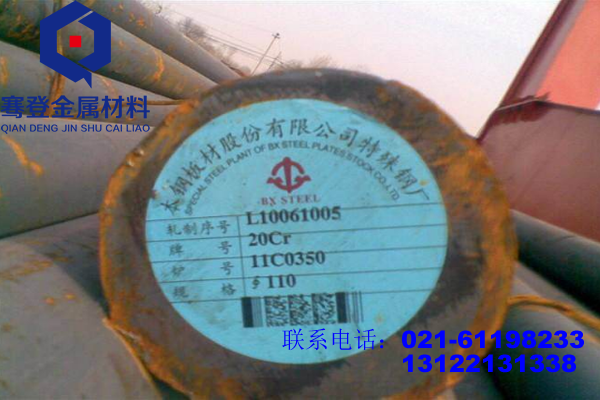 骞登金属材料
QIAN DENG JIN SHU CAI LIAO
本钢板材股份有限公司特殊钢厂
SPECIAL STEEL PLANT OF BX STEEL PLATES STOCK CO.,LTD.
BX STEEL
轧制序号 L10061005
牌 号 20Cr
炉 号 11C0350
规 格 φ110
联系电话：021-61198233
13122131338